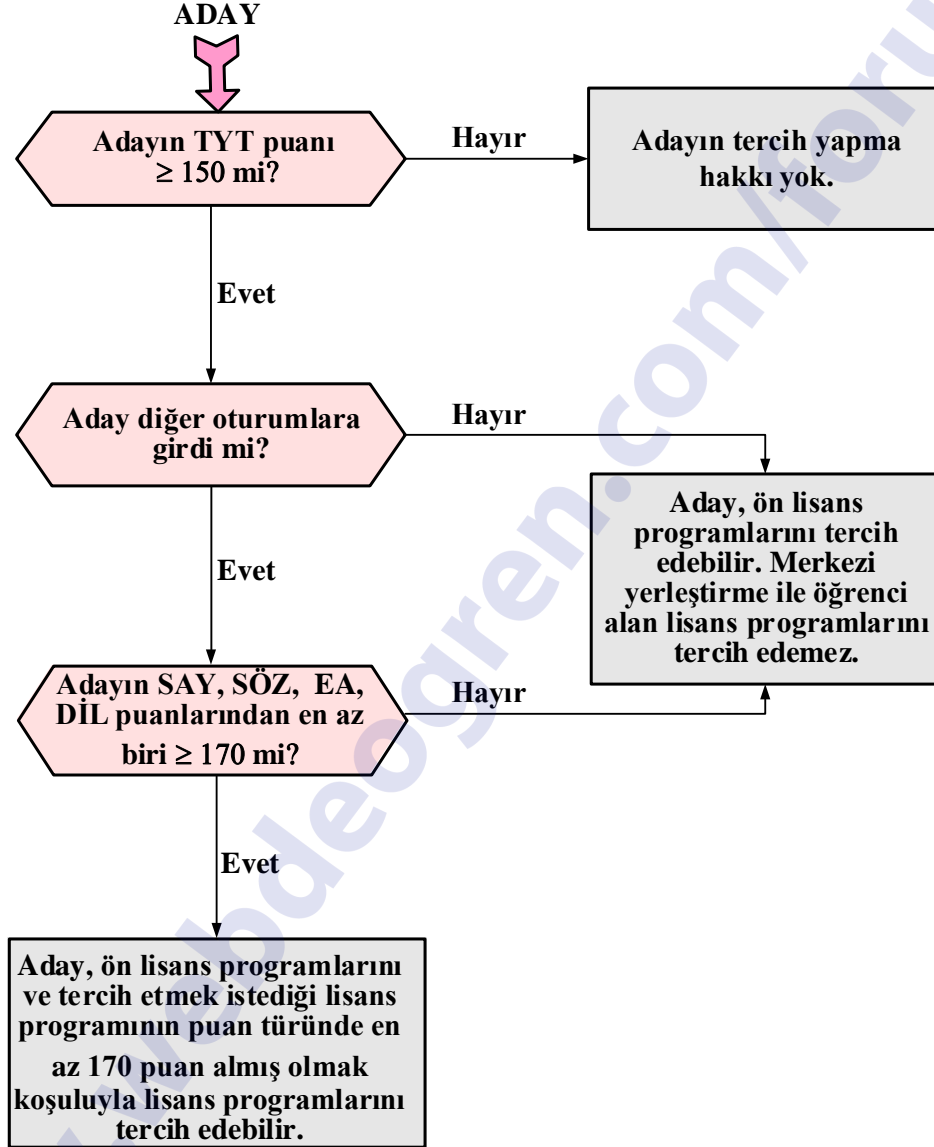 ADAY
Adayın TYT puanı
≥ 150 mi?
Hayır
Adayın tercih yapma
hakkı yok.
Evet
Aday diğer oturumlara
girdi mi?
Hayır
Aday, ön lisans
programlarını tercih
edebilir. Merkezi
yerleştirme ile öğrenci
alan lisans programlarını
tercih edemez.
Evet
Adayın SAY, SÖZ, EA,
DİL puanlarından en az
biri ≥ 170 mi?
Hayır
Evet
Aday, ön lisans programlarını
ve tercih etmek istediği lisans
programının puan türünde en
az 170 puan almış olmak
koşuluyla lisans programlarını
tercih edebilir.
.webdeogren.com/foru